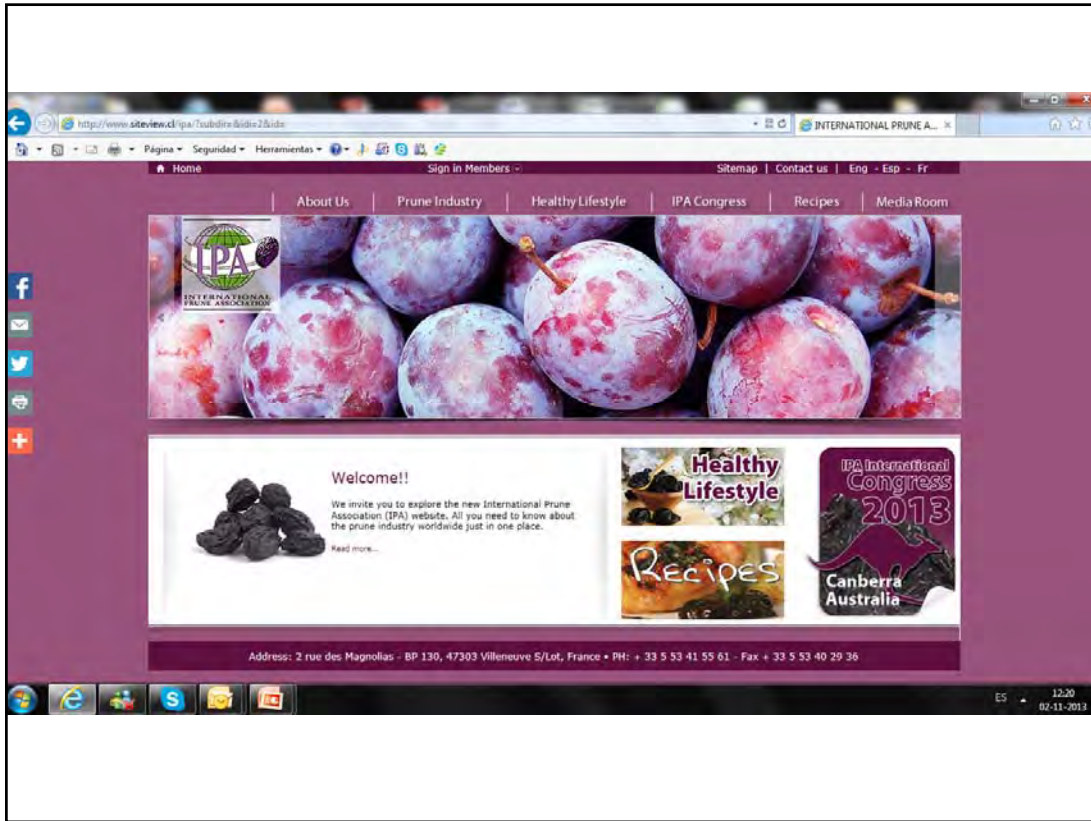 http://www.siteview.cl/ipa/?subdir=&idi=2&id=
INTERNATIONAL PRUNE A...
Página Seguridad Herramientas
Home Sign in Members Sitemap | Contact us | Eng - Esp - Fr
About Us | Prune Industry | Healthy Lifestyle | IPA Congress | Recipes | Media Room
IPA
INTERNATIONAL
PRUNE ASSOCIATION
Welcome!!
We invite you to explore the new International Prune
Association (IPA) website. All you need to know about
the prune industry worldwide just in one place.
Read more...
Healthy
Lifestyle
Recipes
IPA International
Congress
2013
Canberra
Australia
Address: 2 rue des Magnolias - BP 130, 47303 Villeneuve S/Lot, France • PH: + 33 5 53 41 55 61 - Fax + 33 5 53 40 29 36
ES
12:20
02-11-2013